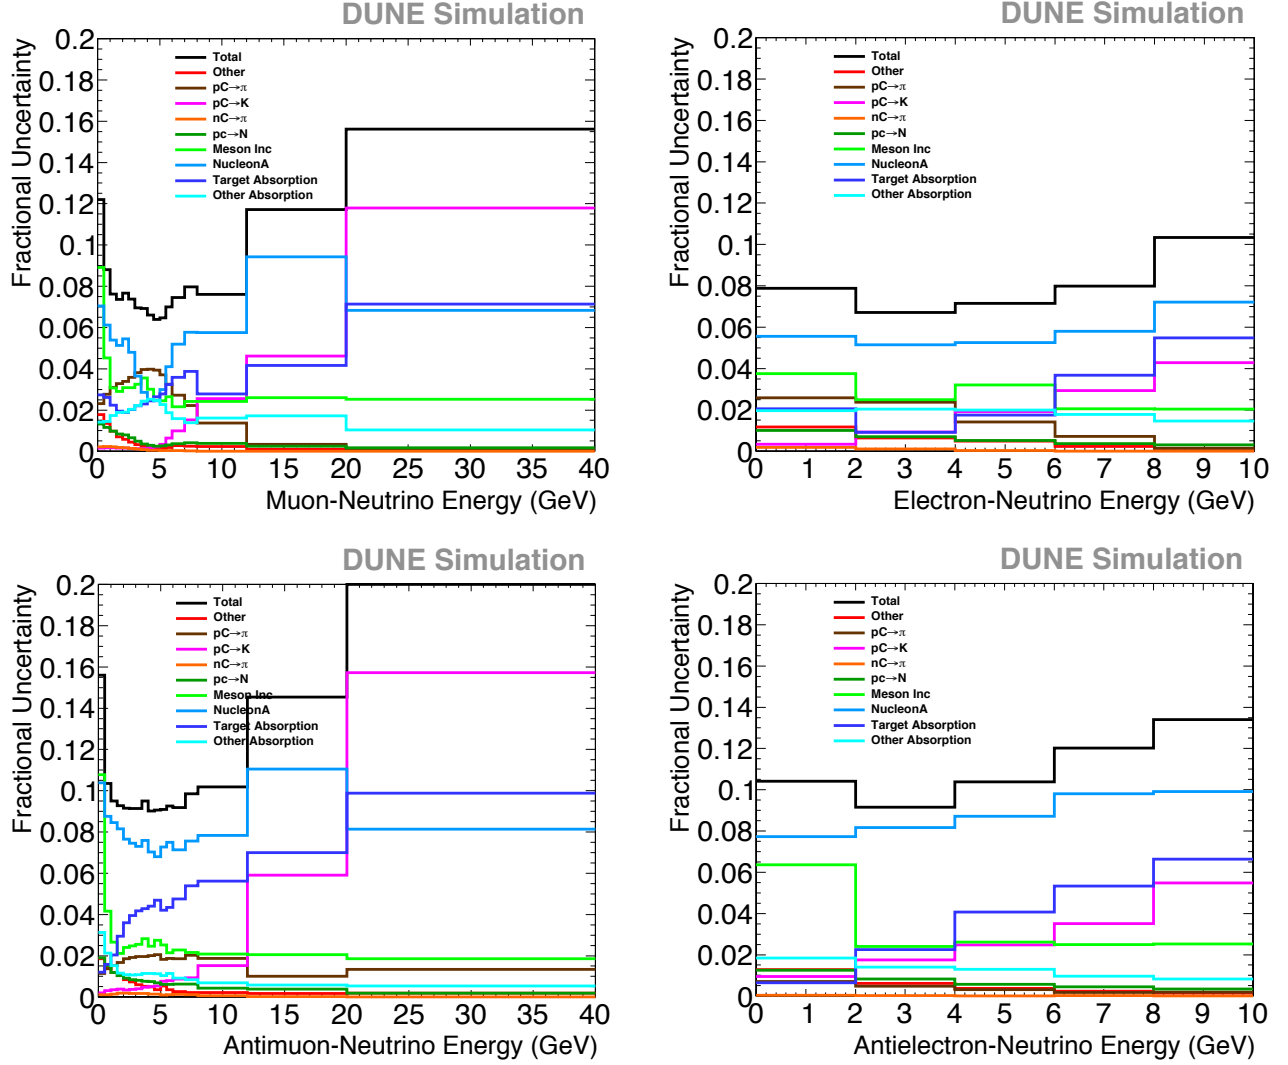 DUNE Simulation
Fractional Uncertainty
0.2
0.18
0.16
0.14
0.12
0.1
0.08
0.06
0.04
0.02
0
Total
Other
pC→π
pC→K
nC→π
pc→N
Meson Inc
NucleonA
Target Absorption
Other Absorption
0 5 10 15 20 25 30 35 40
Muon-Neutrino Energy (GeV)
DUNE Simulation
Fractional Uncertainty
0.2
0.18
0.16
0.14
0.12
0.1
0.08
0.06
0.04
0.02
0
Total
Other
pC→π
pC→K
nC→π
pc→N
Meson Inc
NucleonA
Target Absorption
Other Absorption
0 1 2 3 4 5 6 7 8 9 10
Electron-Neutrino Energy (GeV)
DUNE Simulation
Fractional Uncertainty
0.2
0.18
0.16
0.14
0.12
0.1
0.08
0.06
0.04
0.02
0
Total
Other
pC→π
pC→K
nC→π
pc→N
Meson Inc
NucleonA
Target Absorption
Other Absorption
0 5 10 15 20 25 30 35 40
Antimuon-Neutrino Energy (GeV)
DUNE Simulation
Fractional Uncertainty
0.2
0.18
0.16
0.14
0.12
0.1
0.08
0.06
0.04
0.02
0
Total
Other
pC→π
pC→K
nC→π
pc→N
Meson Inc
NucleonA
Target Absorption
Other Absorption
0 1 2 3 4 5 6 7 8 9 10
Antielectron-Neutrino Energy (GeV)